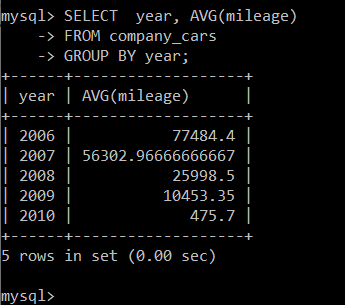 mysql> SELECT  year, AVG(mileage)
    -> FROM company_cars
    -> GROUP BY year;
+------+-------------------+
| year | AVG(mileage)      |
+------+-------------------+
| 2006 |           77484.4 |
| 2007 | 56302.96666666667 |
| 2008 |           25998.5 |
| 2009 |          10453.35 |
| 2010 |             475.7 |
+------+-------------------+
5 rows in set (0.00 sec)
mysql>